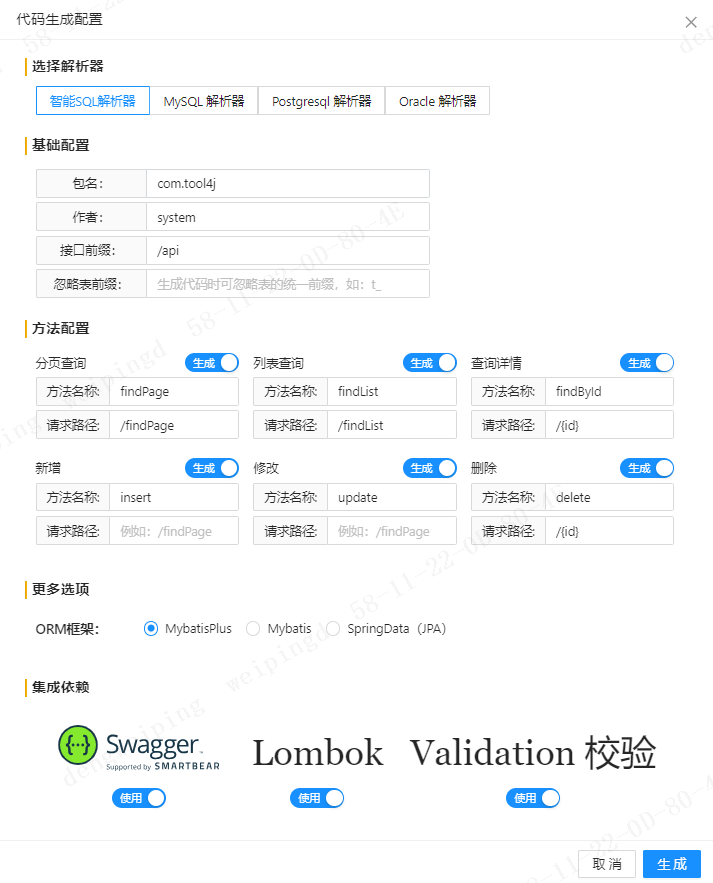 代码生成配置
选择解析器
智能SQL解析器 MySQL 解析器 Postgresql 解析器 Oracle 解析器
基础配置
包名： com.tool4j
作者： system
接口前缀： /api
忽略表前缀： 生成代码时可忽略表的统一前缀，如：t_
方法配置
分页查询 生成 列表查询 生成 查询详情 生成
方法名称: findPage 方法名称: findList 方法名称: findById
请求路径: /findPage 请求路径: /findList 请求路径: /{id}
新增 生成 修改 生成 删除 生成
方法名称: insert 方法名称: update 方法名称: delete
请求路径: 例如：/findPage 请求路径: 例如：/findPage 请求路径: /{id}
更多选项
ORM框架： MybatisPlus Mybatis SpringData（JPA）
集成依赖
Swagger™ Lombok Validation 校验
Supported by SMARTBEAR
使用 使用 使用
取 消 生 成
weipingd 58-11-22-0D-80-4E